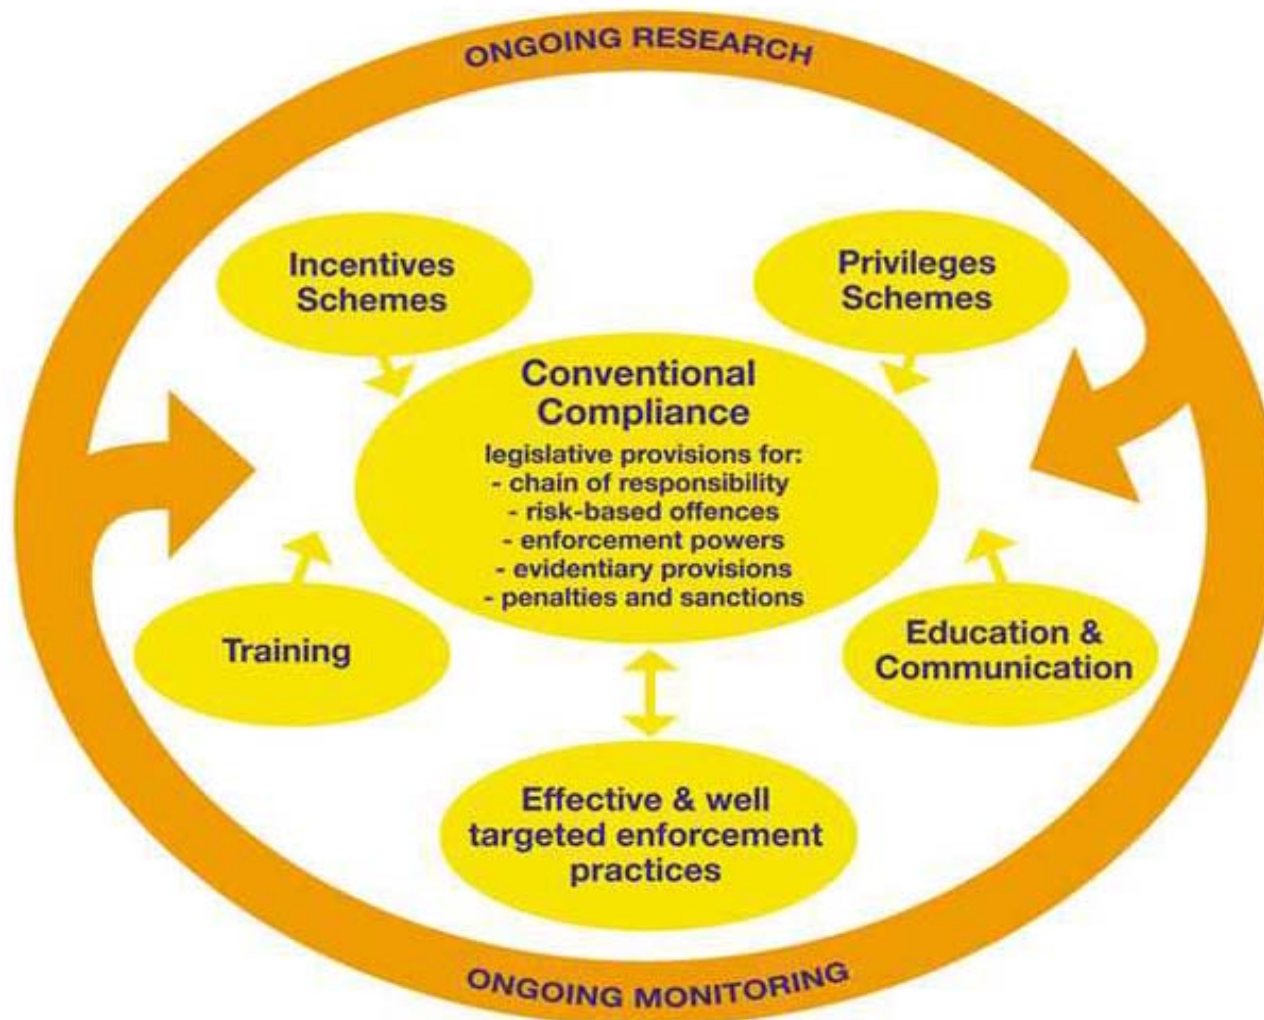 ONGOING RESEARCH
Incentives
Schemes
Privileges
Schemes
Conventional
Compliance
legislative provisions for:
- chain of responsibility
- risk-based offences
- enforcement powers
- evidentiary provisions
- penalties and sanctions
Training
Education &
Communication
Effective & well
targeted enforcement
practices
ONGOING MONITORING